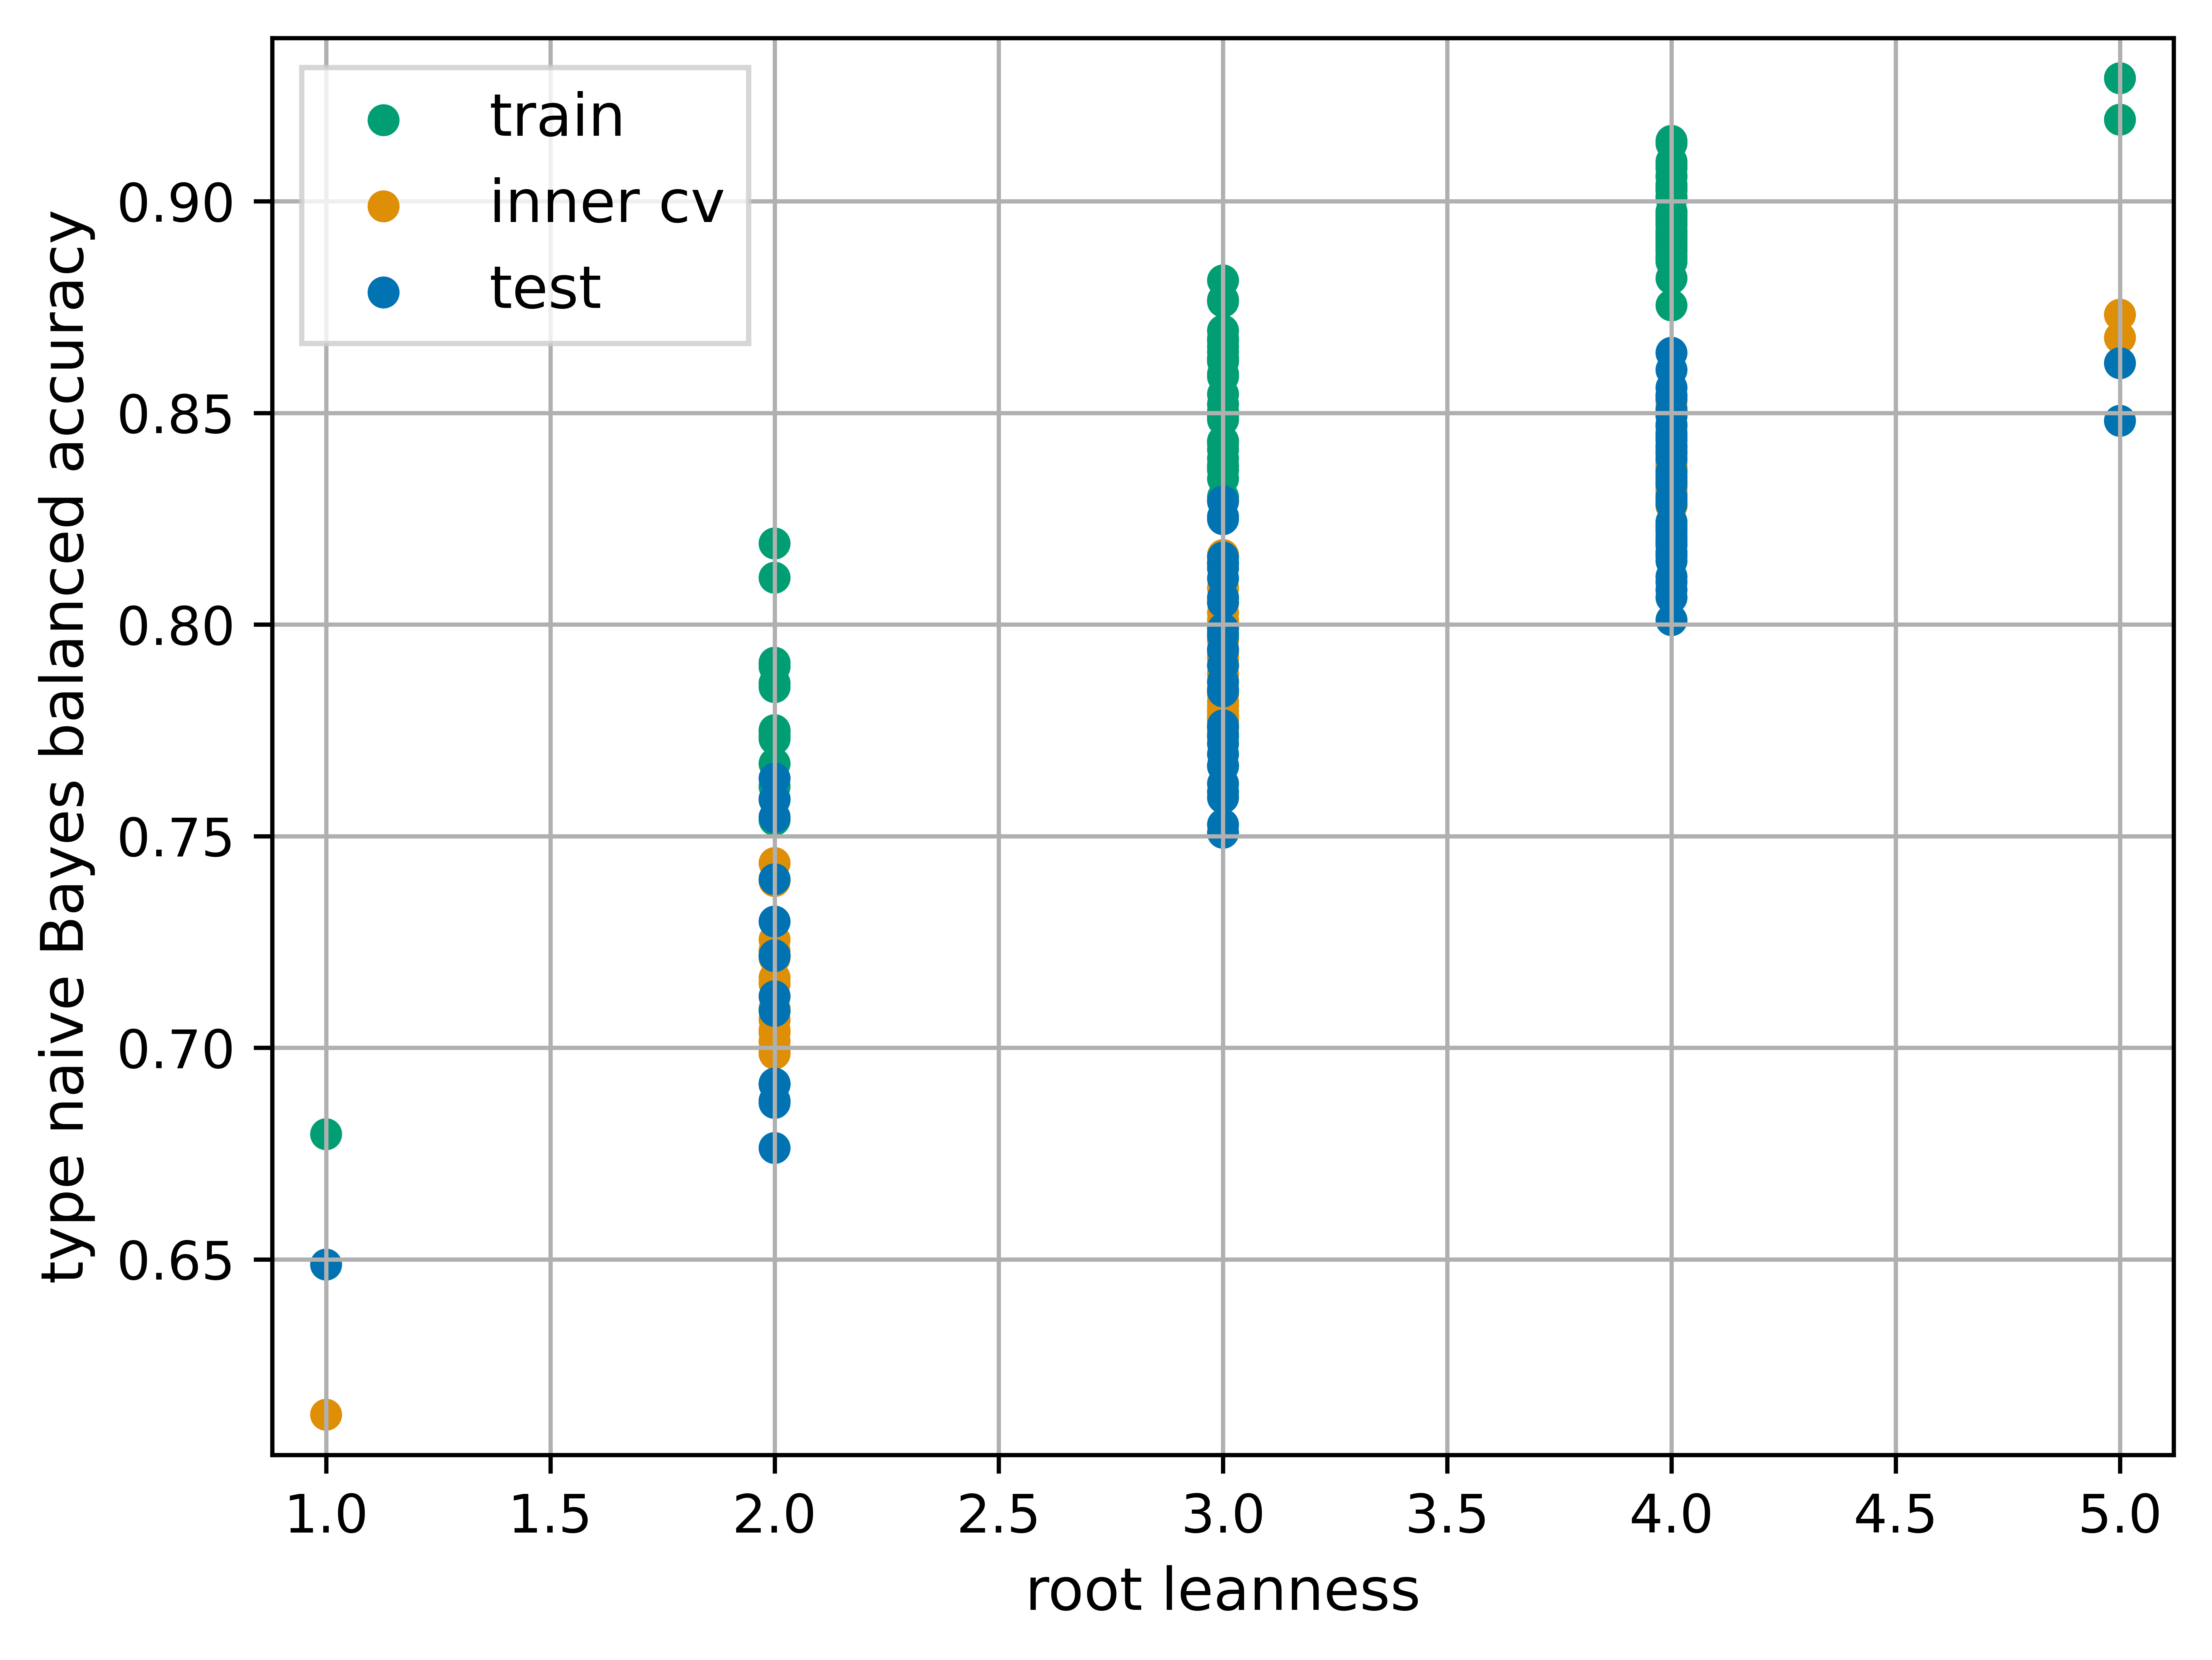 train
inner cv
test
0.90
0.85
0.80
0.75
0.70
0.65
type naive Bayes balanced accuracy
1.0 1.5 2.0 2.5 3.0 3.5 4.0 4.5 5.0
root leanness